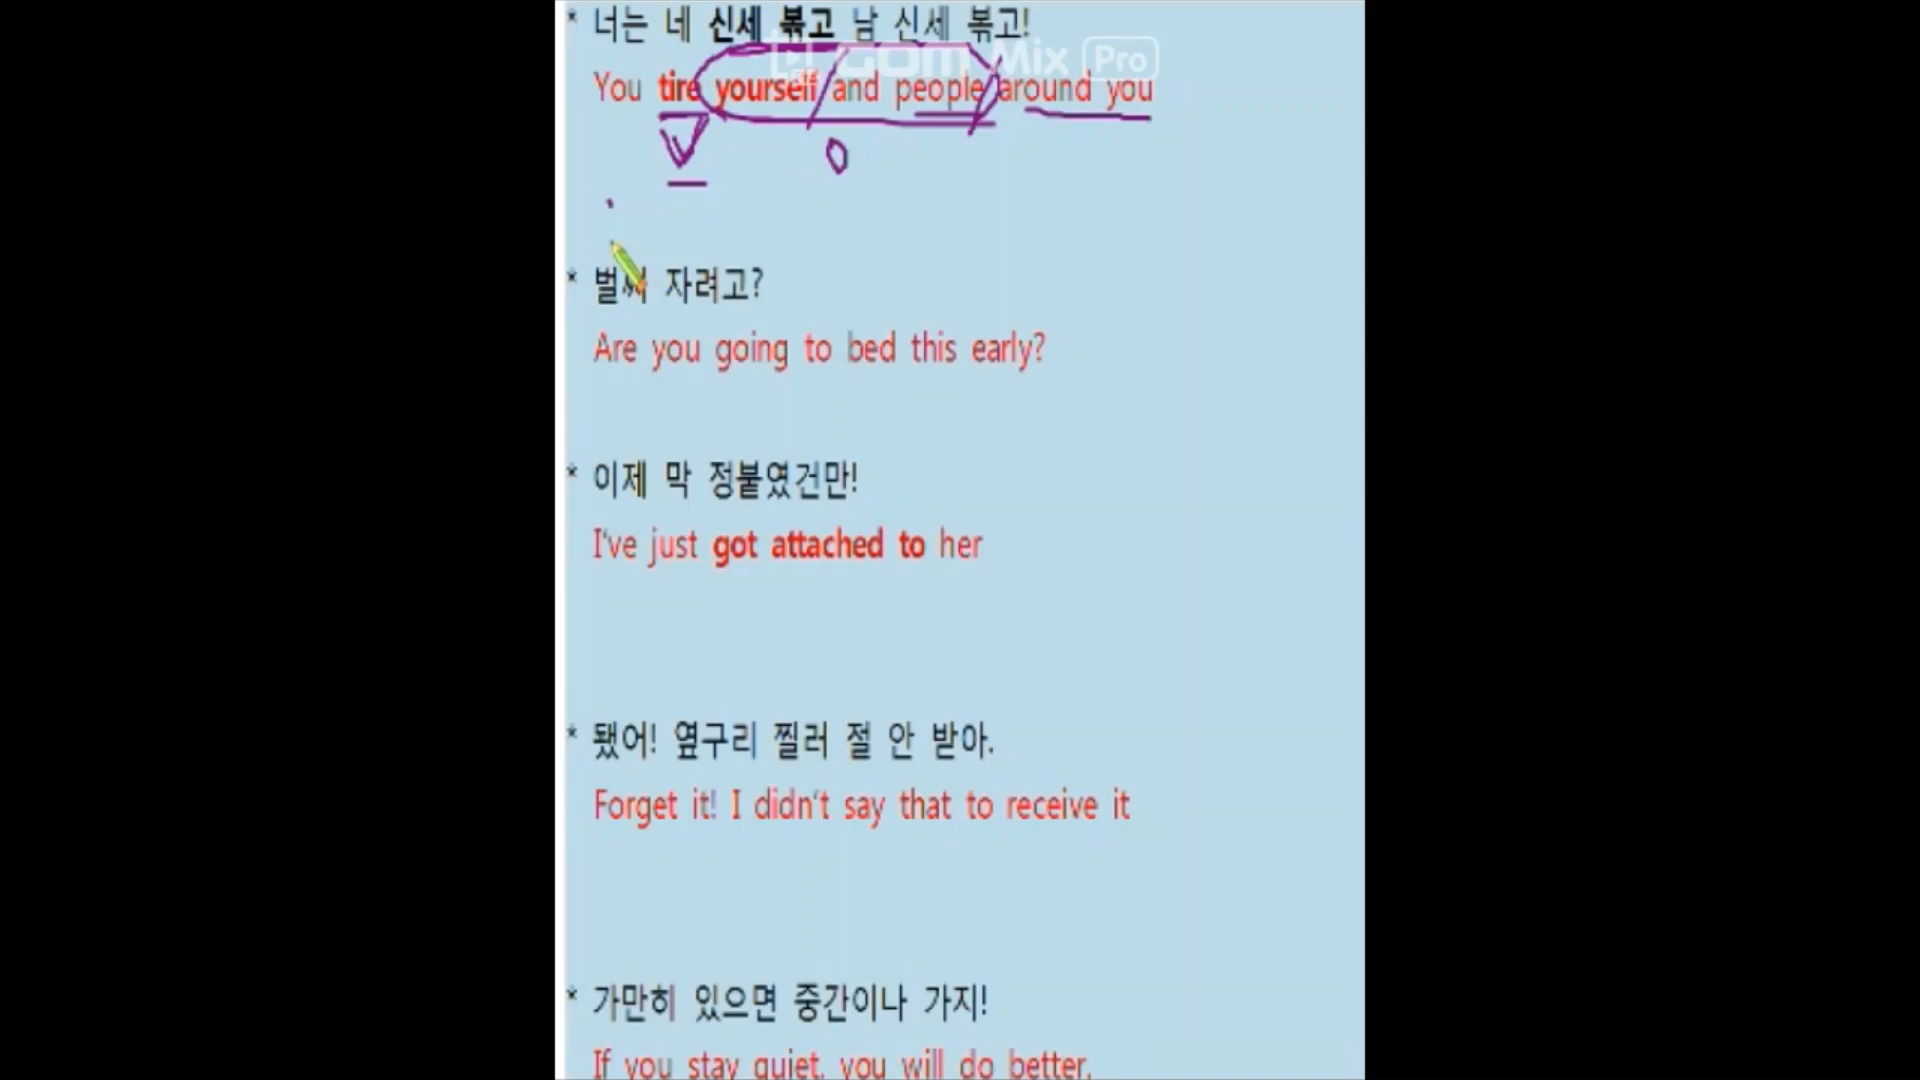 * 너는 네 신세 볶고 남 신세 볶고!
GOM Mix Pro
You tire yourself and people around you
V
O
* 벌써 자려고?
Are you going to bed this early?
* 이제 막 정붙였건만!
I've just got attached to her
* 됐어! 옆구리 찔러 절 안 받아.
Forget it! I didn't say that to receive it
* 가만히 있으면 중간이나 가지!
If you stay quiet, you will do better.